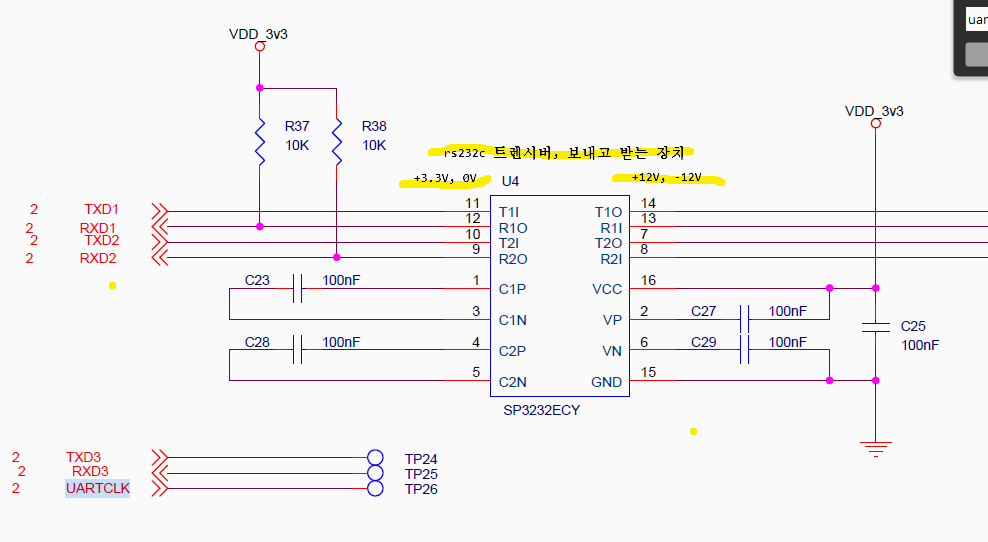 uar
VDD_3v3
VDD_3v3
R37
10K
R38
10K
rs232c 트랜시버, 보내고 받는 장치
+3.3V, 0V
U4
+12V, -12V
2 TXD1 11 T1I T1O 14
2 RXD1 12 R1O R1I 13
2 TXD2 10 T2I T2O 7
2 RXD2 9 R2O R2I 8
C23 100nF 1 C1P VCC 16
3 C1N VP 2 C27 100nF
C25
100nF
C28 100nF 4 C2P VN 6 C29 100nF
5 C2N GND 15
SP3232ECY
2 TXD3 TP24
2 RXD3 TP25
2 UARTCLK TP26